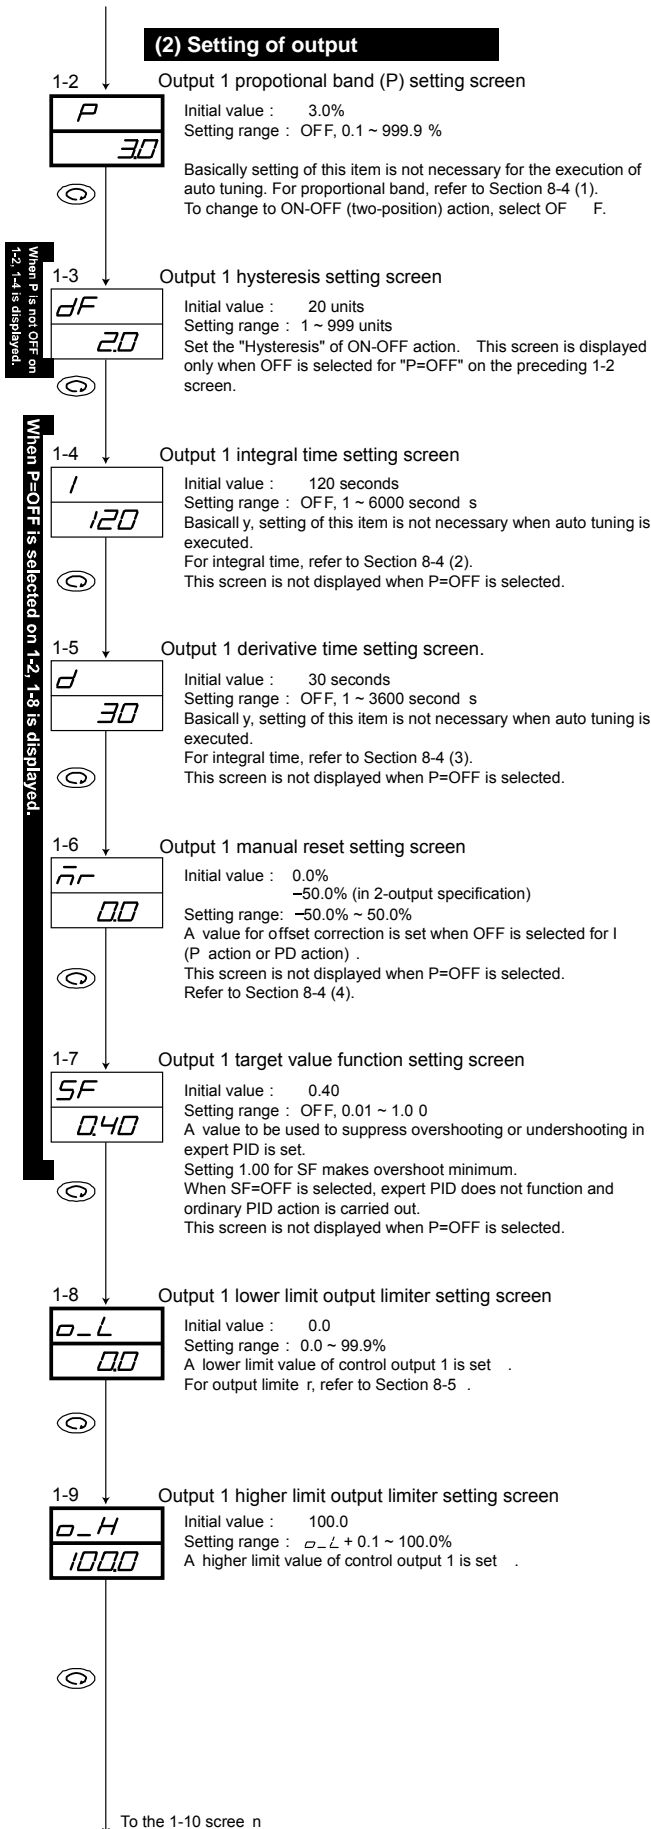 (2) Setting of output
1-2
Output 1 propotional band (P) setting screen
P
3.0
Initial value : 3.0%
Setting range : OFF, 0.1 ~ 999.9 %
Basically setting of this item is not necessary for the execution of
auto tuning. For proportional band, refer to Section 8-4 (1).
To change to ON-OFF (two-position) action, select OF F.
When P is not OFF on
1-2, 1-4 is displayed.
1-3
Output 1 hysteresis setting screen
dF
20
Initial value : 20 units
Setting range : 1 ~ 999 units
Set the "Hysteresis" of ON-OFF action. This screen is displayed
only when OFF is selected for "P=OFF" on the preceding 1-2
screen.
When P=OFF is selected on 1-2, 1-8 is displayed.
1-4
Output 1 integral time setting screen
I
120
Initial value : 120 seconds
Setting range : OFF, 1 ~ 6000 second s
Basicall y, setting of this item is not necessary when auto tuning is
executed.
For integral time, refer to Section 8-4 (2).
This screen is not displayed when P=OFF is selected.
1-5
Output 1 derivative time setting screen.
d
30
Initial value : 30 seconds
Setting range : OFF, 1 ~ 3600 second s
Basicall y, setting of this item is not necessary when auto tuning is
executed.
For integral time, refer to Section 8-4 (3).
This screen is not displayed when P=OFF is selected.
1-6
Output 1 manual reset setting screen
n̄r
0.0
Initial value : 0.0%
−50.0% (in 2-output specification)
Setting range: −50.0% ~ 50.0%
A value for offset correction is set when OFF is selected for I
(P action or PD action) .
This screen is not displayed when P=OFF is selected.
Refer to Section 8-4 (4).
1-7
Output 1 target value function setting screen
SF
0.40
Initial value : 0.40
Setting range : OFF, 0.01 ~ 1.0 0
A value to be used to suppress overshooting or undershooting in
expert PID is set.
Setting 1.00 for SF makes overshoot minimum.
When SF=OFF is selected, expert PID does not function and
ordinary PID action is carried out.
This screen is not displayed when P=OFF is selected.
1-8
Output 1 lower limit output limiter setting screen
o_L
0.0
Initial value : 0.0
Setting range : 0.0 ~ 99.9%
A lower limit value of control output 1 is set .
For output limite r, refer to Section 8-5 .
1-9
Output 1 higher limit output limiter setting screen
o_H
100.0
Initial value : 100.0
Setting range : o_L + 0.1 ~ 100.0%
A higher limit value of control output 1 is set .
To the 1-10 scree n